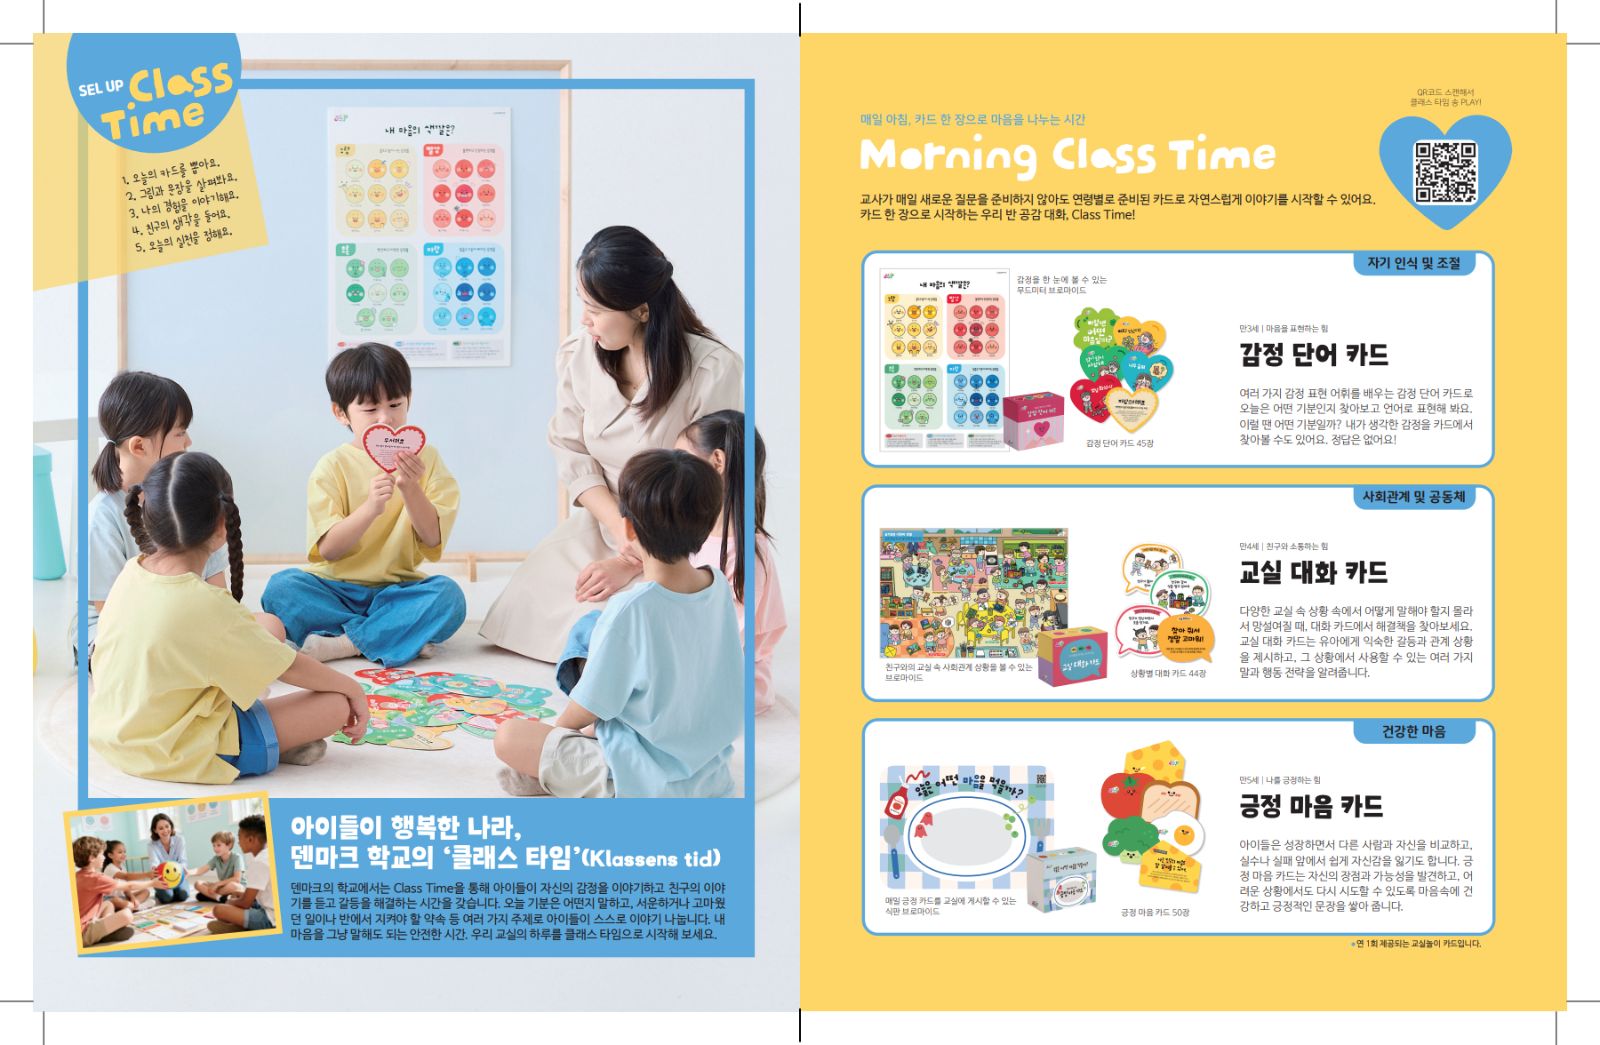 SEL UP Class
Time
1. 오늘의 카드를 뽑아요.
2. 그림과 문장을 살펴봐요.
3. 나의 경험을 이야기해요.
4. 친구의 생각을 들어요.
5. 오늘의 실천을 정해요.
내 마음의 색깔은?
무서워요
아이들이 행복한 나라,
덴마크 학교의 ‘클래스 타임’(Klassens tid)
덴마크의 학교에서는 Class Time을 통해 아이들이 자신의 감정을 이야기하고 친구의 이야
기를 듣고 갈등을 해결하는 시간을 갖습니다. 오늘 기분은 어떤지 말하고, 서운하거나 고마웠
던 일이나 반에서 지켜야 할 약속 등 여러 가지 주제로 아이들이 스스로 이야기 나눕니다. 내
마음을 그냥 말해도 되는 안전한 시간. 우리 교실의 하루를 클래스 타임으로 시작해 보세요.
QR코드 스캔해서
클래스 타임 송 PLAY!
매일 아침, 카드 한 장으로 마음을 나누는 시간
Morning Class Time
교사가 매일 새로운 질문을 준비하지 않아도 연령별로 준비된 카드로 자연스럽게 이야기를 시작할 수 있어요.
카드 한 장으로 시작하는 우리 반 공감 대화, Class Time!
자기 인식 및 조절
내 마음의 색깔은?
감정을 한 눈에 볼 수 있는
무드미터 브로마이드
감정 단어 카드
감정 단어 카드 45장
만3세 | 마음을 표현하는 힘
감정 단어 카드
여러 가지 감정 표현 어휘를 배우는 감정 단어 카드로
오늘은 어떤 기분인지 찾아보고 언어로 표현해 봐요.
이럴 땐 어떤 기분일까? 내가 생각한 감정을 카드에서
찾아볼 수도 있어요. 정답은 없어요!
사회관계 및 공동체
친구와의 교실 속 사회관계 상황을 볼 수 있는
브로마이드
교실 대화 카드
찾아 줘서
정말 고마워!
상황별 대화 카드 44장
만4세 | 친구와 소통하는 힘
교실 대화 카드
다양한 교실 속 상황 속에서 어떻게 말해야 할지 몰라
서 망설여질 때, 대화 카드에서 해결책을 찾아보세요.
교실 대화 카드는 유아에게 익숙한 갈등과 관계 상황
을 제시하고, 그 상황에서 사용할 수 있는 여러 가지
말과 행동 전략을 알려줍니다.
건강한 마음
오늘은 어떤 마음을 먹을까?
매일 긍정 카드를 교실에 게시할 수 있는
식판 브로마이드
긍정 마음 카드 50장
만5세 | 나를 긍정하는 힘
긍정 마음 카드
아이들은 성장하면서 다른 사람과 자신을 비교하고,
실수나 실패 앞에서 쉽게 자신감을 잃기도 합니다. 긍
정 마음 카드는 자신의 장점과 가능성을 발견하고, 어
려운 상황에서도 다시 시도할 수 있도록 마음속에 건
강하고 긍정적인 문장을 쌓아 줍니다.
*연 1회 제공되는 교실놀이 카드입니다.